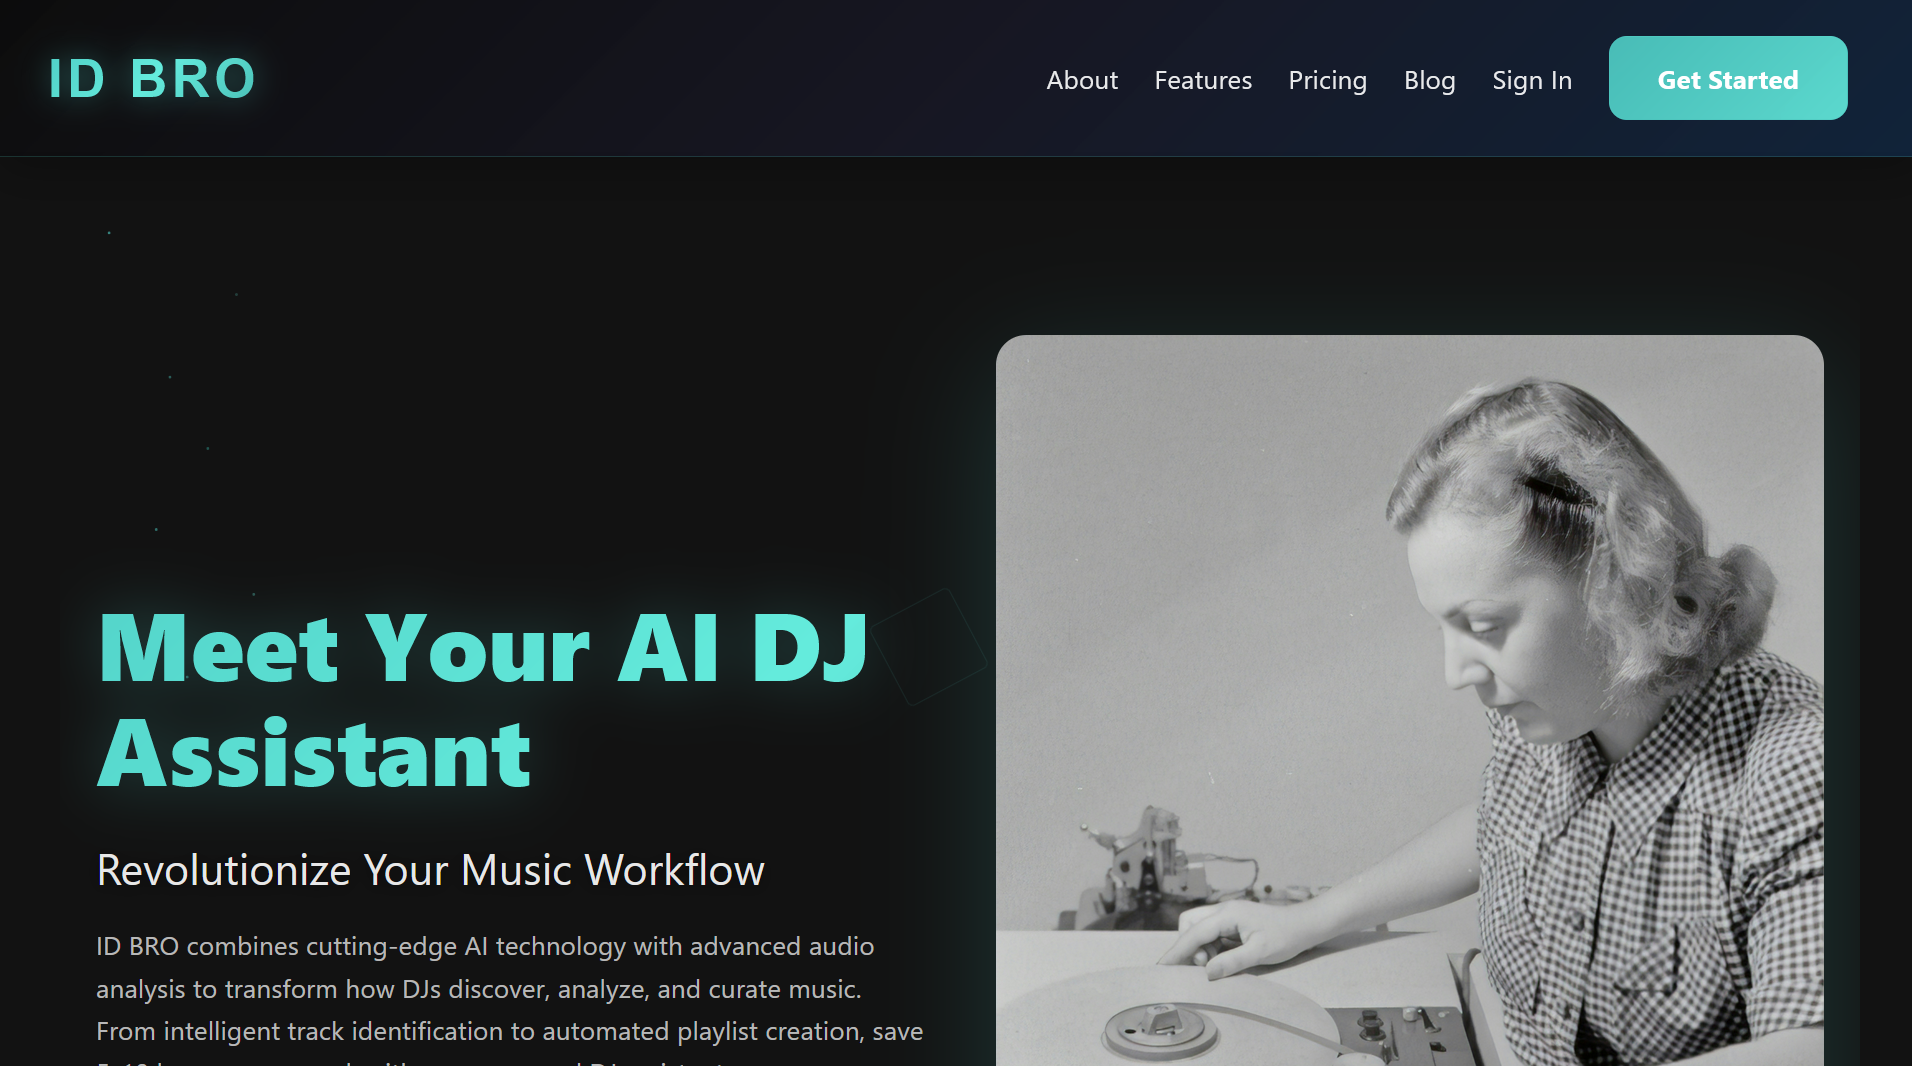 ID BRO
About Features Pricing Blog Sign In Get Started
Meet Your AI DJ
Assistant
Revolutionize Your Music Workflow
ID BRO combines cutting-edge AI technology with advanced audio
analysis to transform how DJs discover, analyze, and curate music.
From intelligent track identification to automated playlist creation, save